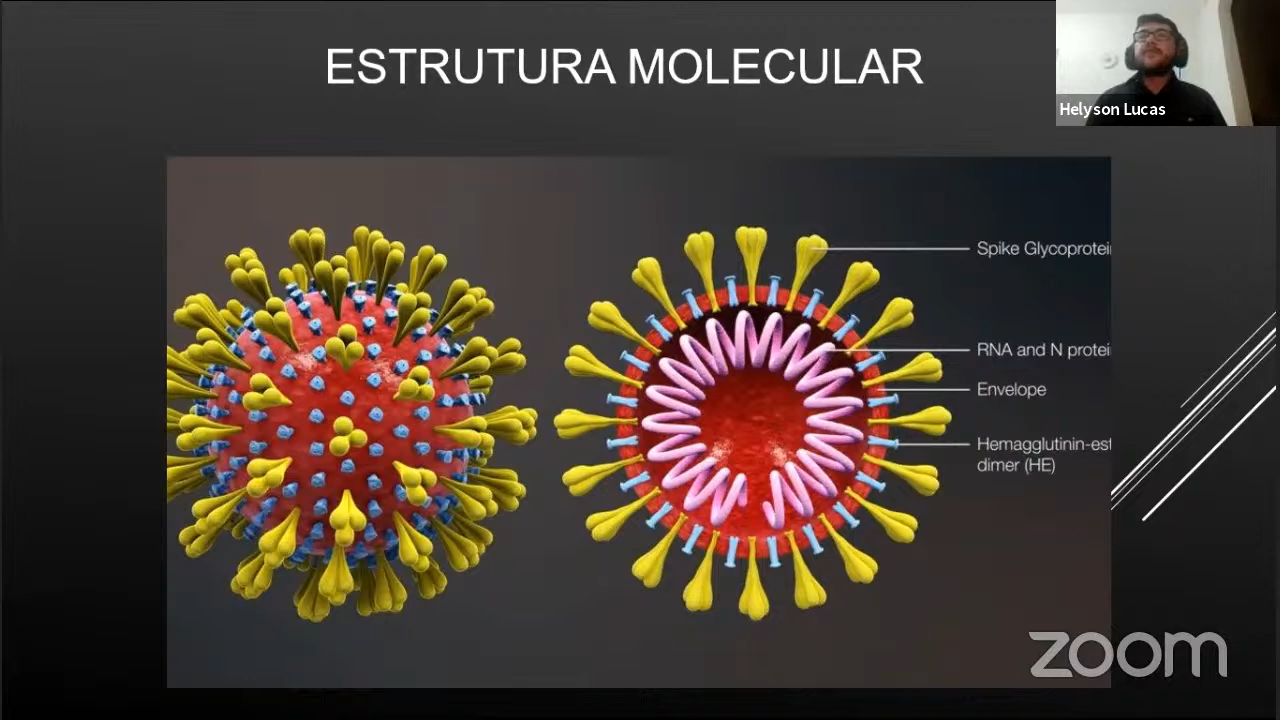 ESTRUTURA MOLECULAR
Helyson Lucas
Spike Glycoprotei
RNA and N protei
Envelope
Hemagglutinin-est
dimer (HE)
zoom